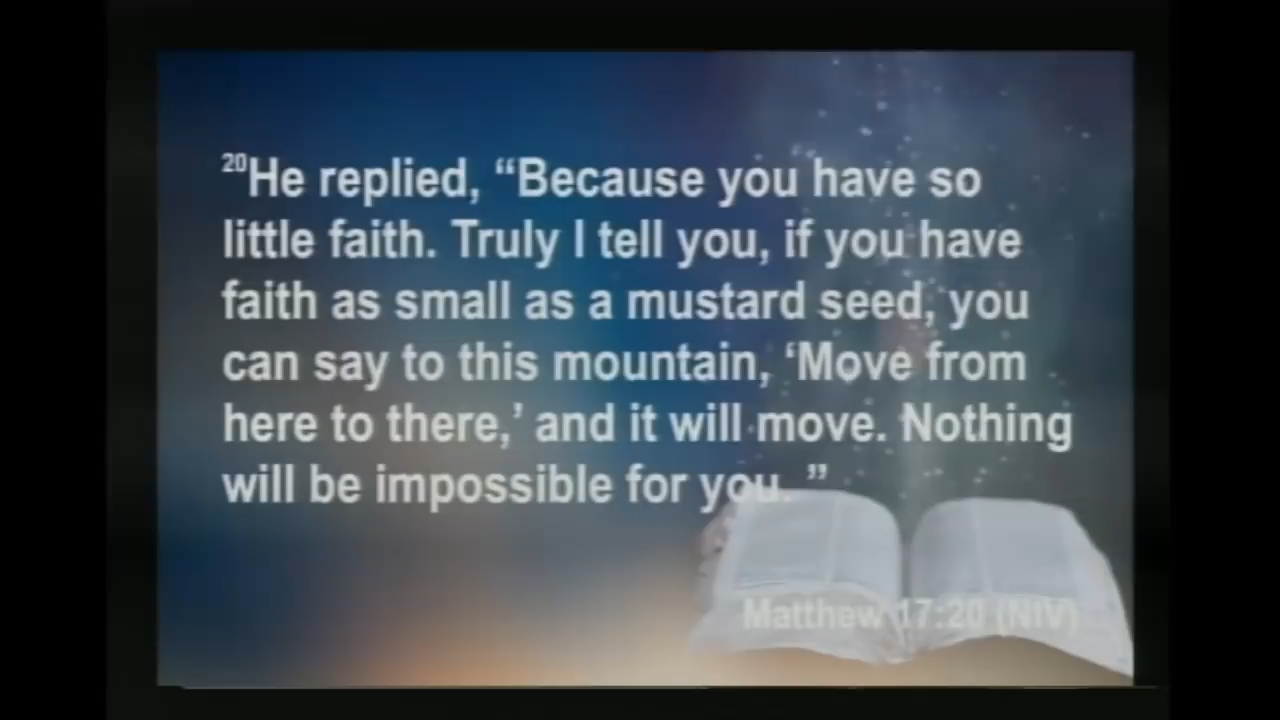 20He replied, “Because you have so
little faith. Truly I tell you, if you have
faith as small as a mustard seed, you
can say to this mountain, ‘Move from
here to there,’ and it will move. Nothing
will be impossible for you. ”
Matthew 17:20 (NIV)